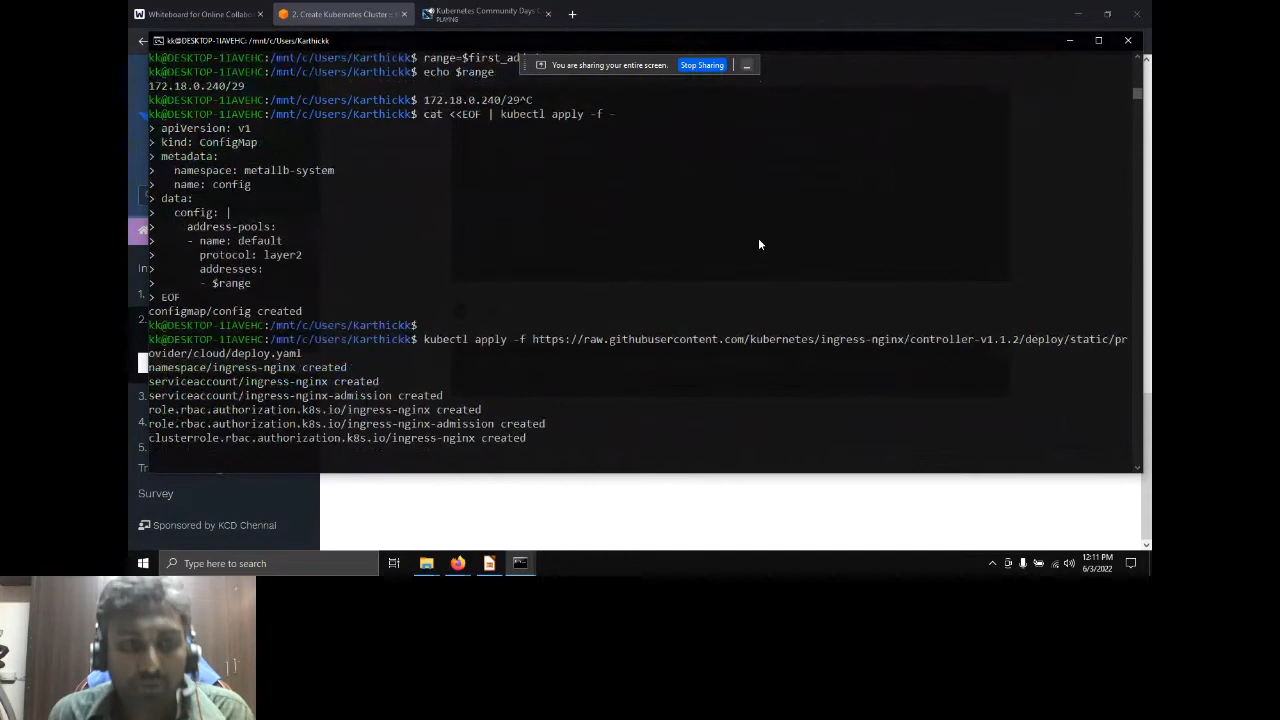 Whiteboard for Online Collabo
2. Create Kubernetes Cluster ::
Kubernetes Community Days C
PLAYING
kk@DESKTOP-1IAVEHC: /mnt/c/Users/Karthickk
kk@DESKTOP-1IAVEHC:/mnt/c/Users/Karthickk$ range=$first_ad
You are sharing your entire screen.
Stop Sharing
kk@DESKTOP-1IAVEHC:/mnt/c/Users/Karthickk$ echo $range
172.18.0.240/29
kk@DESKTOP-1IAVEHC:/mnt/c/Users/Karthickk$ 172.18.0.240/29^C
kk@DESKTOP-1IAVEHC:/mnt/c/Users/Karthickk$ cat <<EOF | kubectl apply -f -
> apiVersion: v1
> kind: ConfigMap
> metadata:
>   namespace: metallb-system
>   name: config
> data:
>   config: |
>     address-pools:
>     - name: default
>       protocol: layer2
>       addresses:
>       - $range
> EOF
configmap/config created
kk@DESKTOP-1IAVEHC:/mnt/c/Users/Karthickk$
kk@DESKTOP-1IAVEHC:/mnt/c/Users/Karthickk$ kubectl apply -f https://raw.githubusercontent.com/kubernetes/ingress-nginx/controller-v1.1.2/deploy/static/pr
ovider/cloud/deploy.yaml
namespace/ingress-nginx created
serviceaccount/ingress-nginx created
serviceaccount/ingress-nginx-admission created
role.rbac.authorization.k8s.io/ingress-nginx created
role.rbac.authorization.k8s.io/ingress-nginx-admission created
clusterrole.rbac.authorization.k8s.io/ingress-nginx created
In
1.
2.
3.
4.
5.
Tr
Survey
Sponsored by KCD Chennai
Type here to search
12:11 PM
6/3/2022